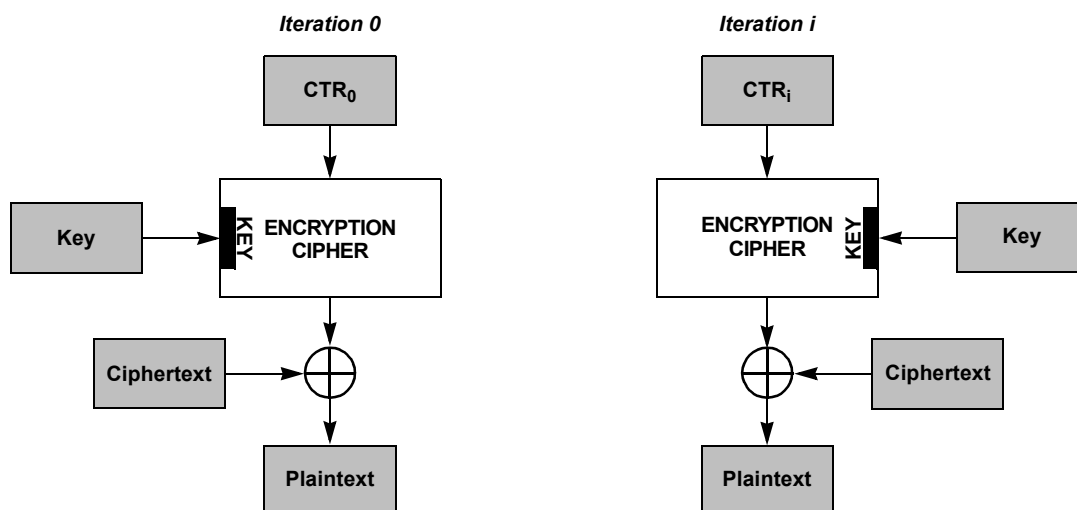 Iteration 0
CTR0
Key
KEY
ENCRYPTION
CIPHER
Ciphertext
Plaintext
Iteration i
CTRi
ENCRYPTION
CIPHER
KEY
Key
Ciphertext
Plaintext